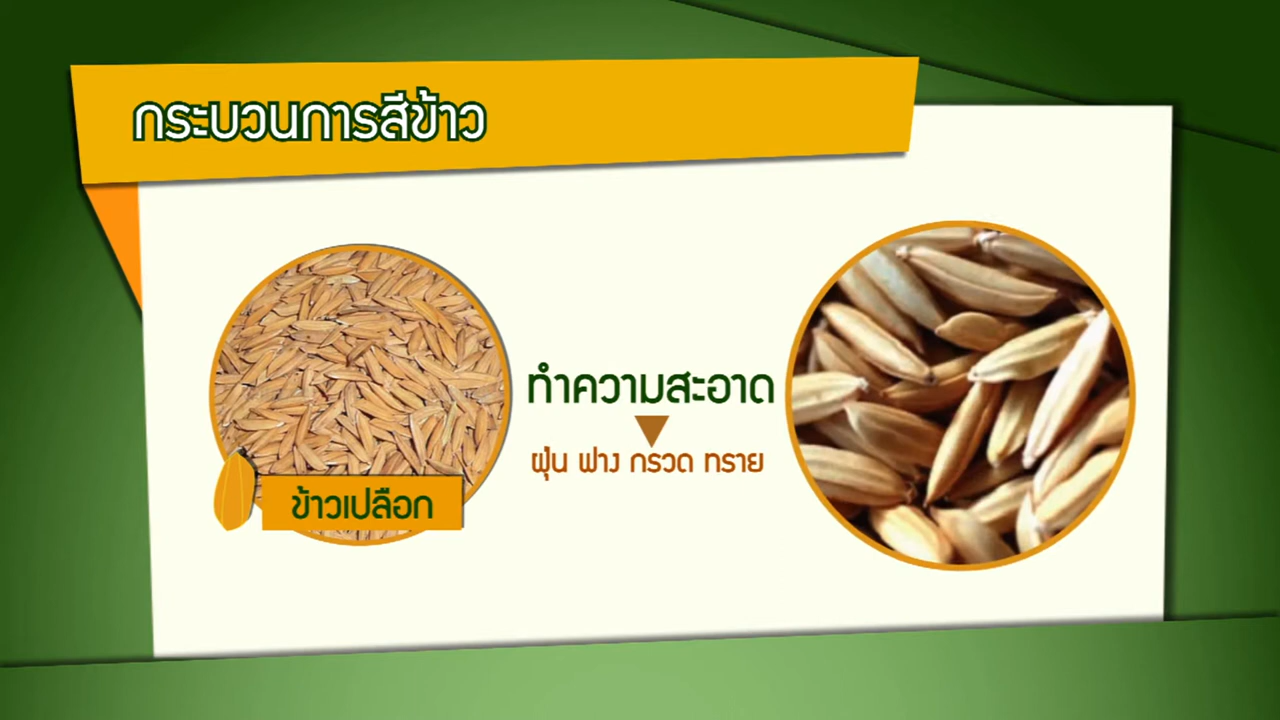 กระบวนการสีข้าว
ทำความสะอาด
ฝุ่น ฟาง กรวด ทราย
ข้าวเปลือก